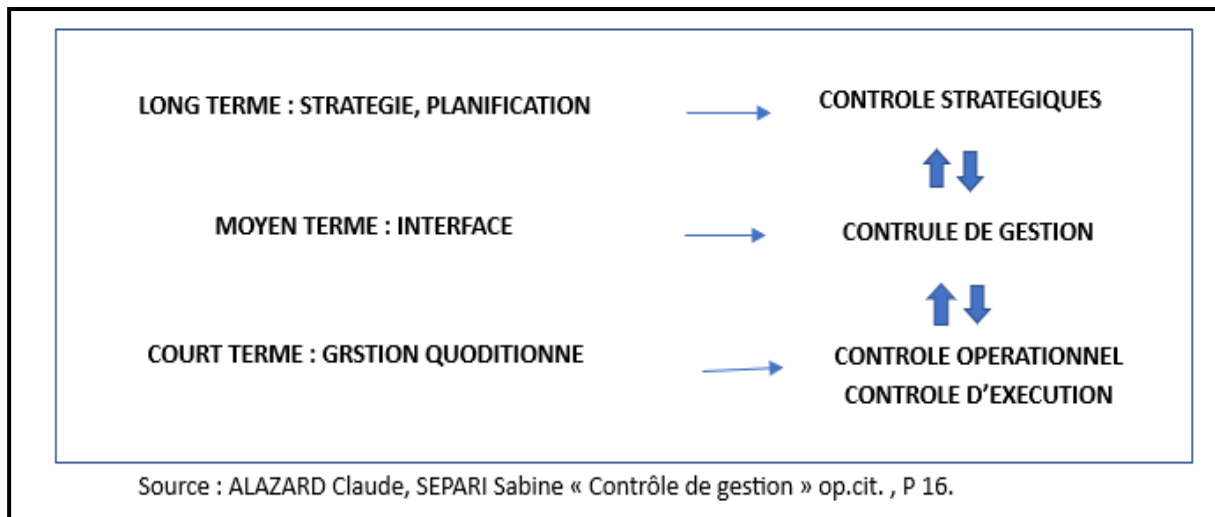 LONG TERME : STRATEGIE, PLANIFICATION
CONTROLE STRATEGIQUES
MOYEN TERME : INTERFACE
CONTRULE DE GESTION
COURT TERME : GRSTION QUODITIONNE
CONTROLE OPERATIONNEL
CONTROLE D’EXECUTION
Source : ALAZARD Claude, SEPARI Sabine « Contrôle de gestion » op.cit. , P 16.